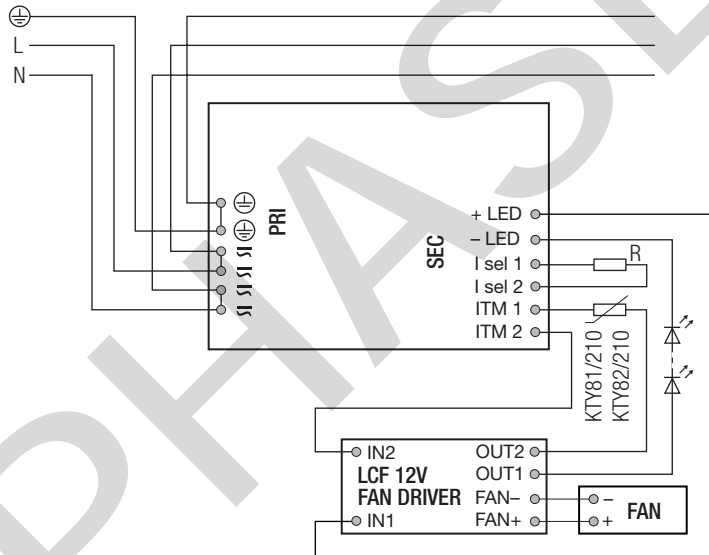 L
N
PRI
SEC
+ LED
– LED
I sel 1
I sel 2
ITM 1
ITM 2
R
KTY81/210
KTY82/210
~
~
~
~
IN2
OUT2
LCF 12V
OUT1
FAN DRIVER
FAN–
IN1
FAN+
–
+
FAN
PHASE